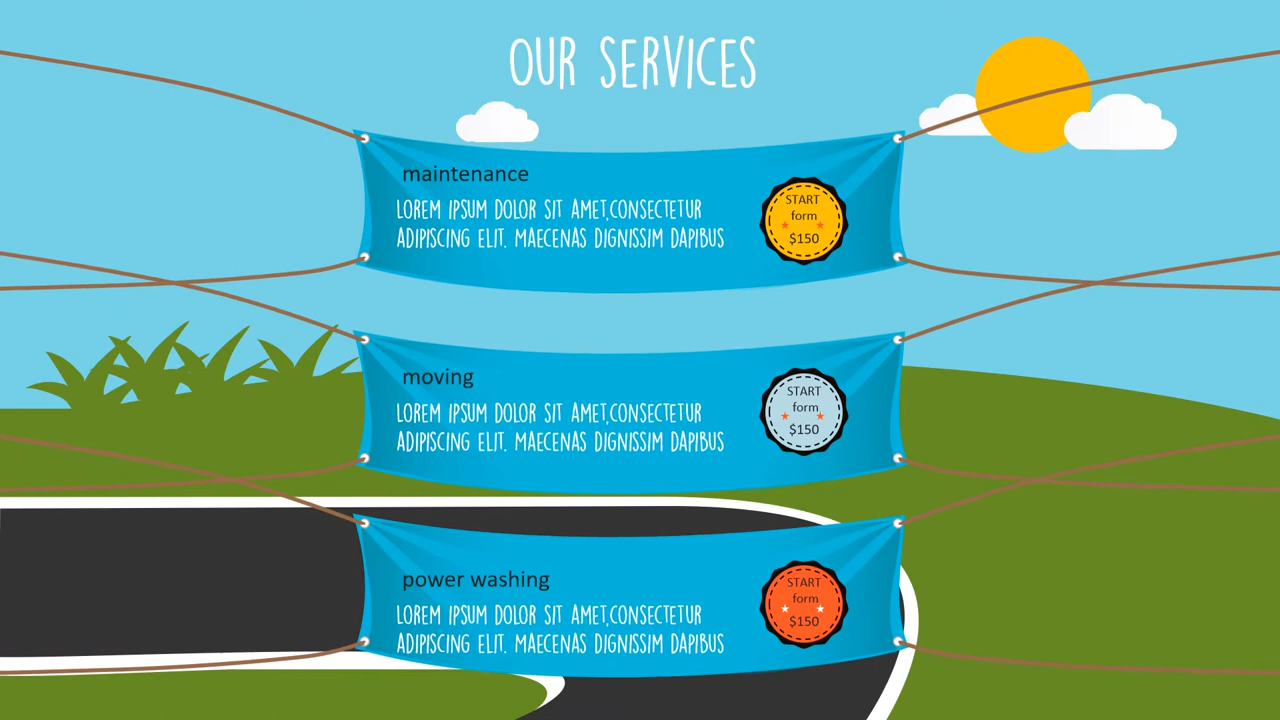 OUR SERVICES
maintenance
LOREM IPSUM DOLOR SIT AMET,CONSECTETUR
ADIPISCING ELIT. MAECENAS DIGNISSIM DAPIBUS
START
form
$150
moving
LOREM IPSUM DOLOR SIT AMET,CONSECTETUR
ADIPISCING ELIT. MAECENAS DIGNISSIM DAPIBUS
START
form
$150
power washing
LOREM IPSUM DOLOR SIT AMET,CONSECTETUR
ADIPISCING ELIT. MAECENAS DIGNISSIM DAPIBUS
START
form
$150